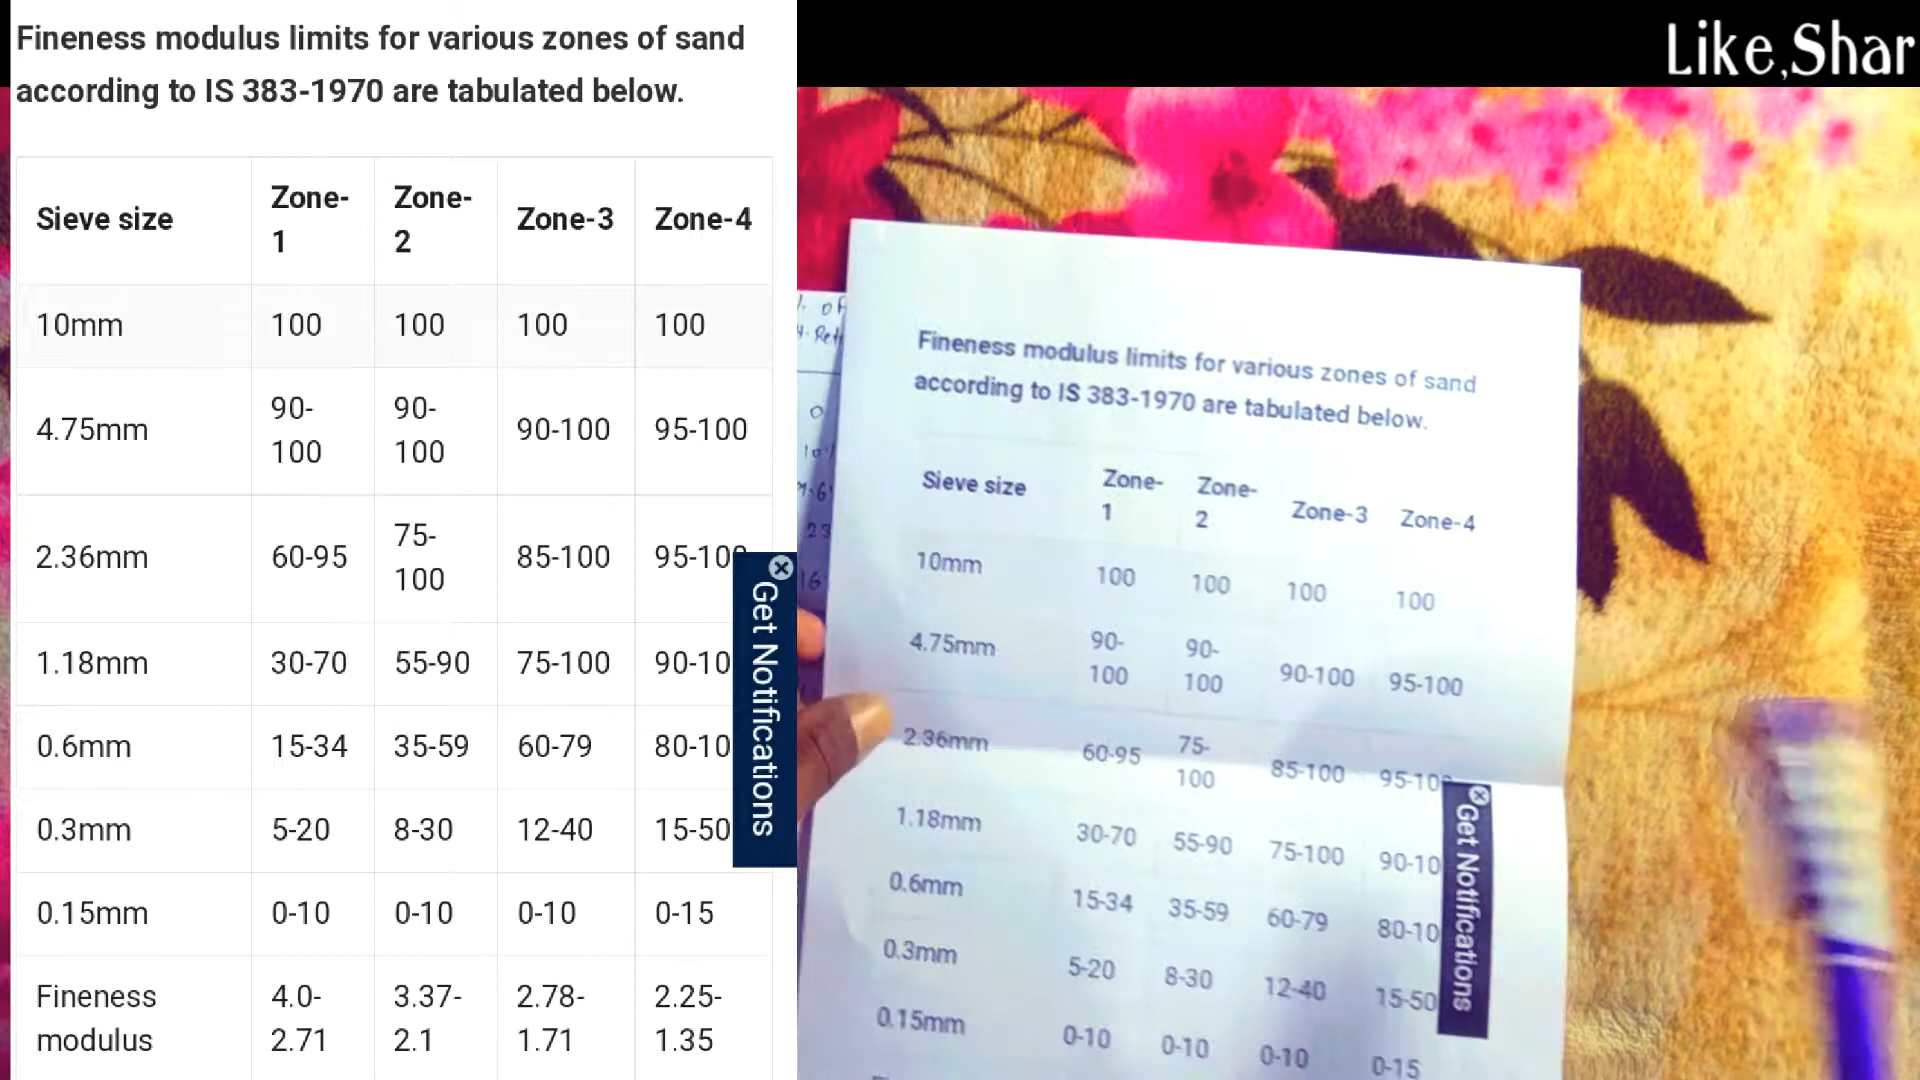 Fineness modulus limits for various zones of sand
according to IS 383-1970 are tabulated below.
Sieve size Zone-1 Zone-2 Zone-3 Zone-4
10mm 100 100 100 100
4.75mm 90-100 90-100 90-100 95-100
2.36mm 60-95 75-100 85-100 95-100
1.18mm 30-70 55-90 75-100 90-10
0.6mm 15-34 35-59 60-79 80-10
0.3mm 5-20 8-30 12-40 15-50
0.15mm 0-10 0-10 0-10 0-15
Fineness modulus 4.0-2.71 3.37-2.1 2.78-1.71 2.25-1.35
Get Notifications
Like,Shar
Fineness modulus limits for various zones of sand
according to IS 383-1970 are tabulated below.
Sieve size Zone-1 Zone-2 Zone-3 Zone-4
10mm 100 100 100 100
4.75mm 90-100 90-100 90-100 95-100
2.36mm 60-95 75-100 85-100 95-100
1.18mm 30-70 55-90 75-100 90-10
0.6mm 15-34 35-59 60-79 80-10
0.3mm 5-20 8-30 12-40 15-50
0.15mm 0-10 0-10 0-10 0-15
Get Notifications